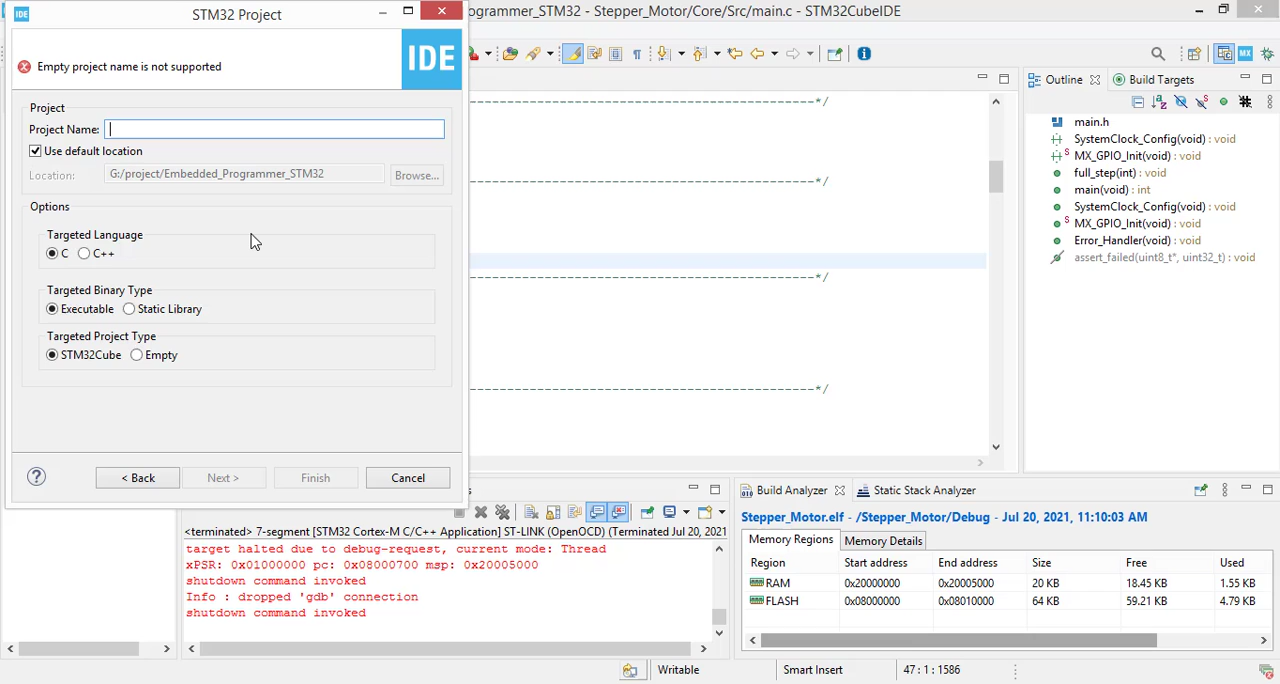 IDE
STM32 Project
Programmer_STM32 - Stepper_Motor/Core/Src/main.c - STM32CubeIDE
Empty project name is not supported
IDE
MX
Project
Project Name:
Use default location
Location:
G:/project/Embedded_Programmer_STM32
Browse...
Options
Targeted Language
C
C++
Targeted Binary Type
Executable
Static Library
Targeted Project Type
STM32Cube
Empty
< Back
Next >
Finish
Cancel
-----------------------------------------------------------*/
-----------------------------------------------------------*/
-----------------------------------------------------------*/
-----------------------------------------------------------*/
Outline
Build Targets
main.h
SystemClock_Config(void) : void
MX_GPIO_Init(void) : void
full_step(int) : void
main(void) : int
SystemClock_Config(void) : void
MX_GPIO_Init(void) : void
Error_Handler(void) : void
assert_failed(uint8_t*, uint32_t) : void
<terminated> 7-segment [STM32 Cortex-M C/C++ Application] ST-LINK (OpenOCD) (Terminated Jul 20, 2021
target halted due to debug-request, current mode: Thread
xPSR: 0x01000000 pc: 0x08000700 msp: 0x20005000
shutdown command invoked
Info : dropped 'gdb' connection
shutdown command invoked
Build Analyzer
Static Stack Analyzer
Stepper_Motor.elf - /Stepper_Motor/Debug - Jul 20, 2021, 11:10:03 AM
Memory Regions
Memory Details
Region Start address End address Size Free Used
RAM 0x20000000 0x20005000 20 KB 18.45 KB 1.55 KB
FLASH 0x08000000 0x08010000 64 KB 59.21 KB 4.79 KB
Writable
Smart Insert
47 : 1 : 1586